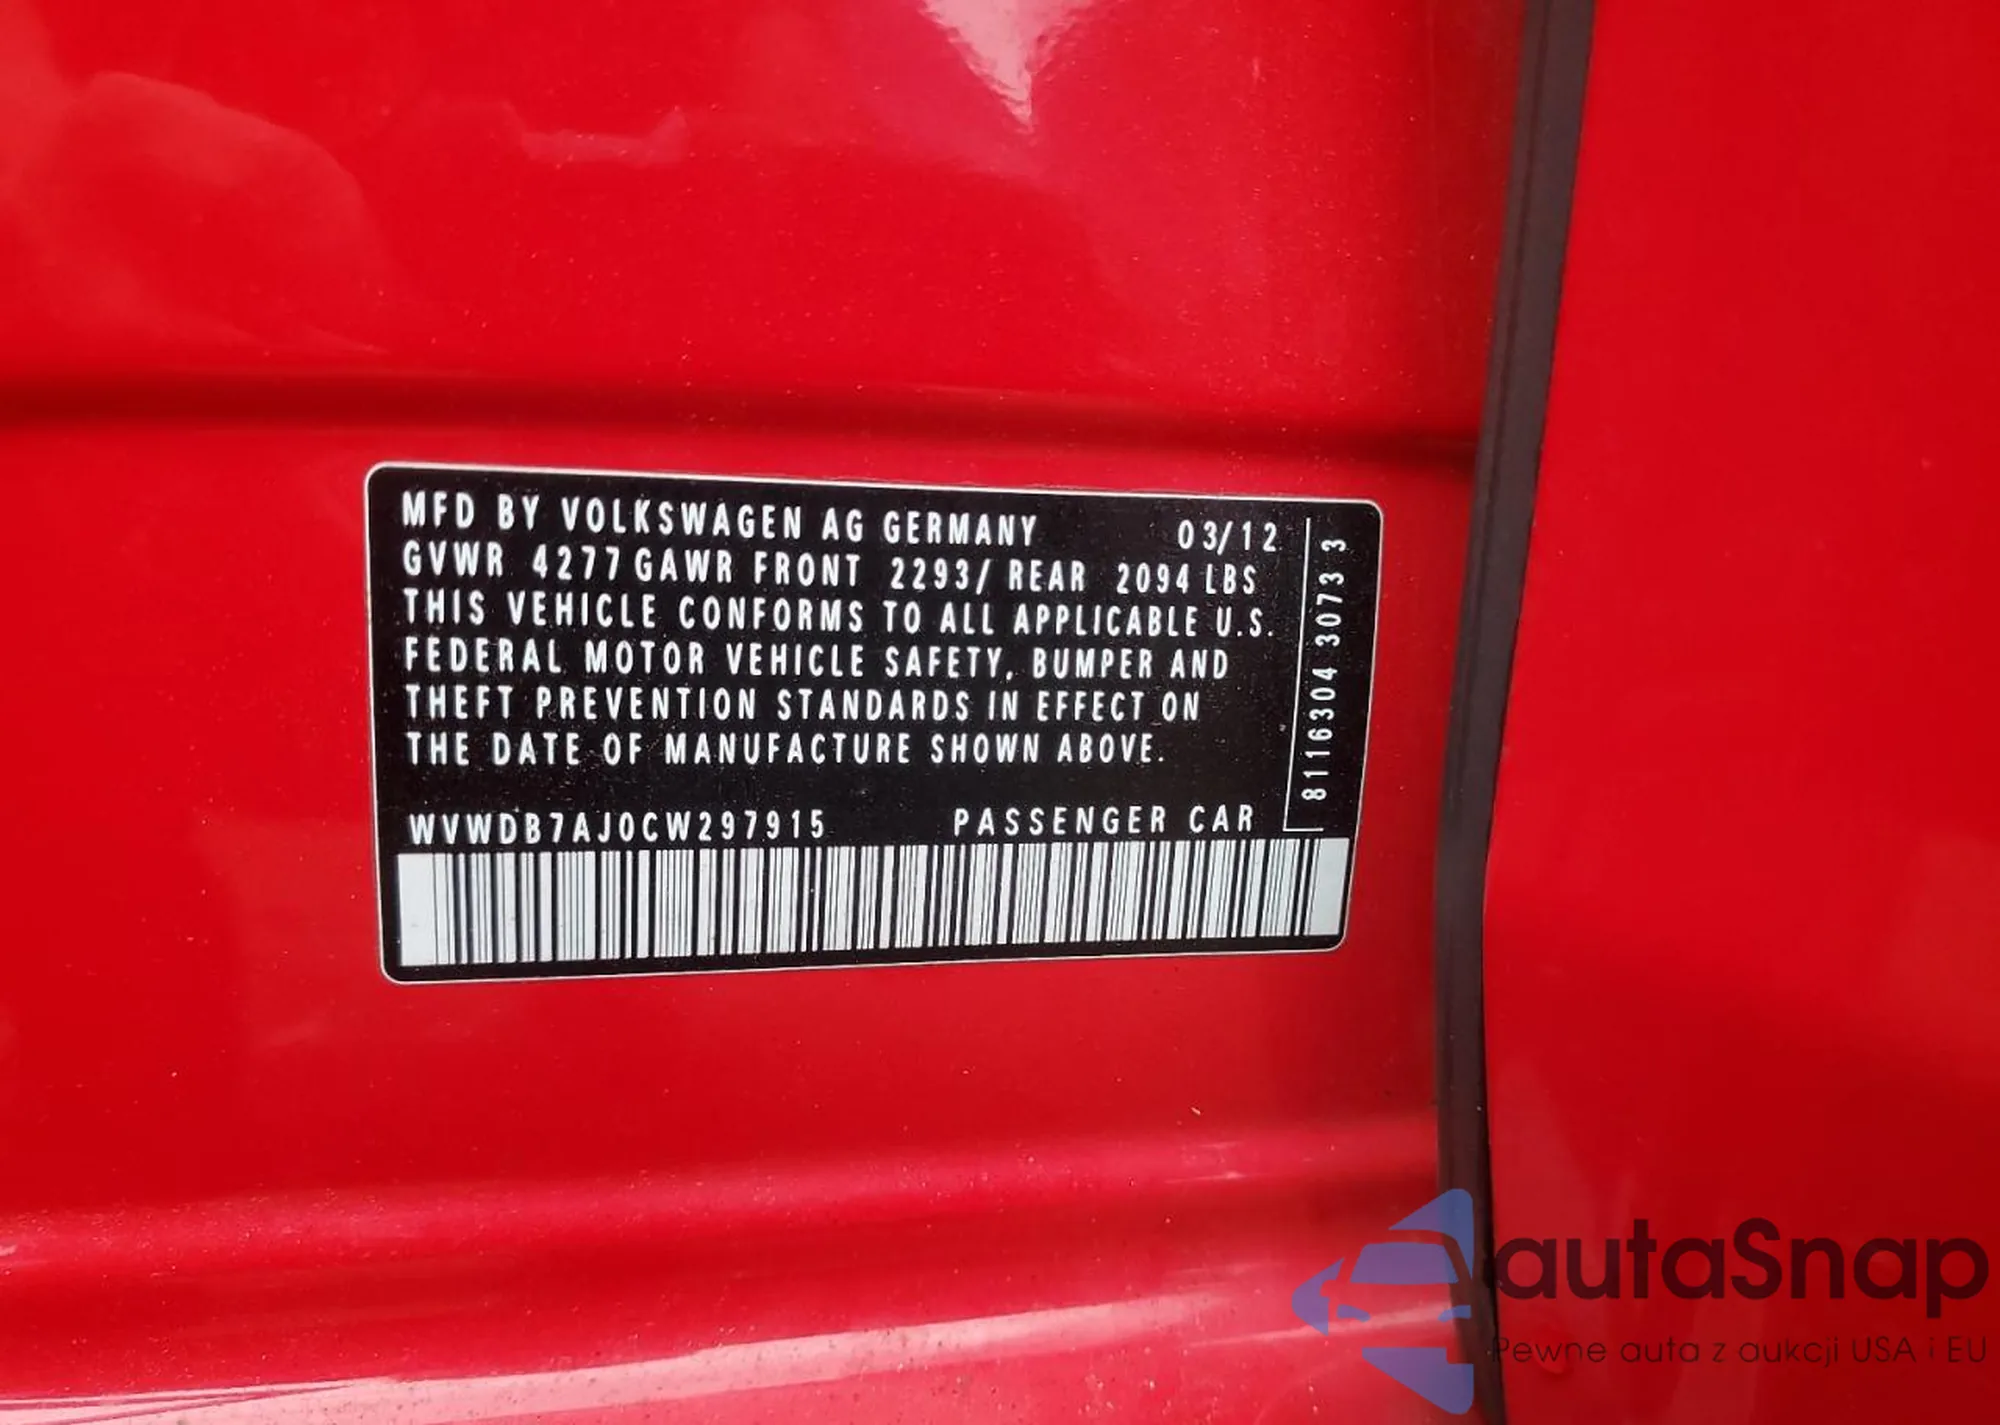 MFD BY VOLKSWAGEN AG GERMANY 03/12
GVWR 4277 GAWR FRONT 2293/ REAR 2094 LBS
THIS VEHICLE CONFORMS TO ALL APPLICABLE U.S.
FEDERAL MOTOR VEHICLE SAFETY, BUMPER AND
THEFT PREVENTION STANDARDS IN EFFECT ON
THE DATE OF MANUFACTURE SHOWN ABOVE.
WVWDB7AJ0CW297915 PASSENGER CAR
8116304 3073 3
autaSnap
Pewne auta z aukcji USA i EU